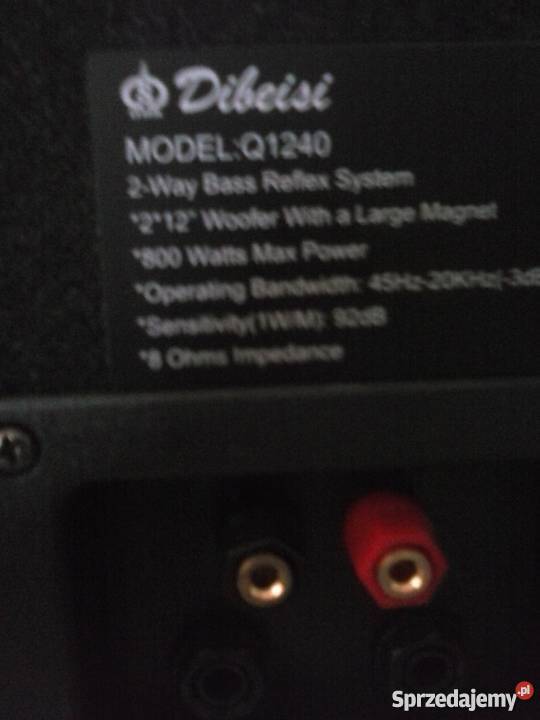 Dibeisi
MODEL:Q1240
2-Way Bass Reflex System
*2*12" Woofer With a Large Magnet
*800 Watts Max Power
*Operating Bandwidth: 45Hz-20KHz(-3dB
*Sensitivity(1W/M): 92dB
*8 Ohms Impedance
Sprzedajemy.pl